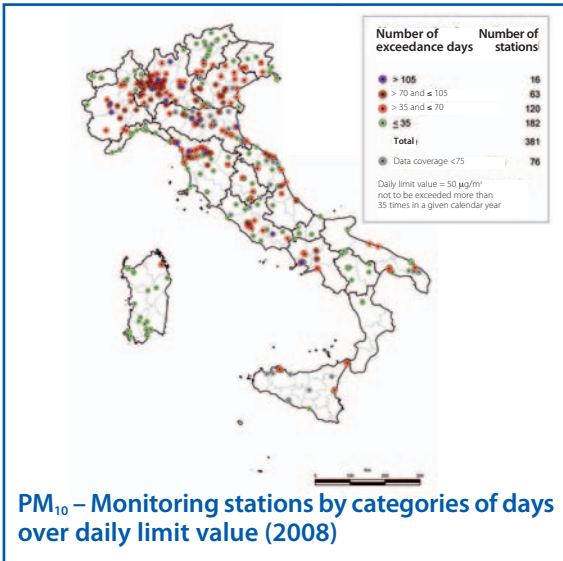 Number of exceedance days Number of stations
> 105 16
> 70 and ≤ 105 63
> 35 and ≤ 70 120
≤ 35 182
Total 381
Data coverage <75 76
Daily limit value = 50 µg/m³
not to be exceeded more than
35 times in a given calendar year
PM₁₀ – Monitoring stations by categories of days
over daily limit value (2008)